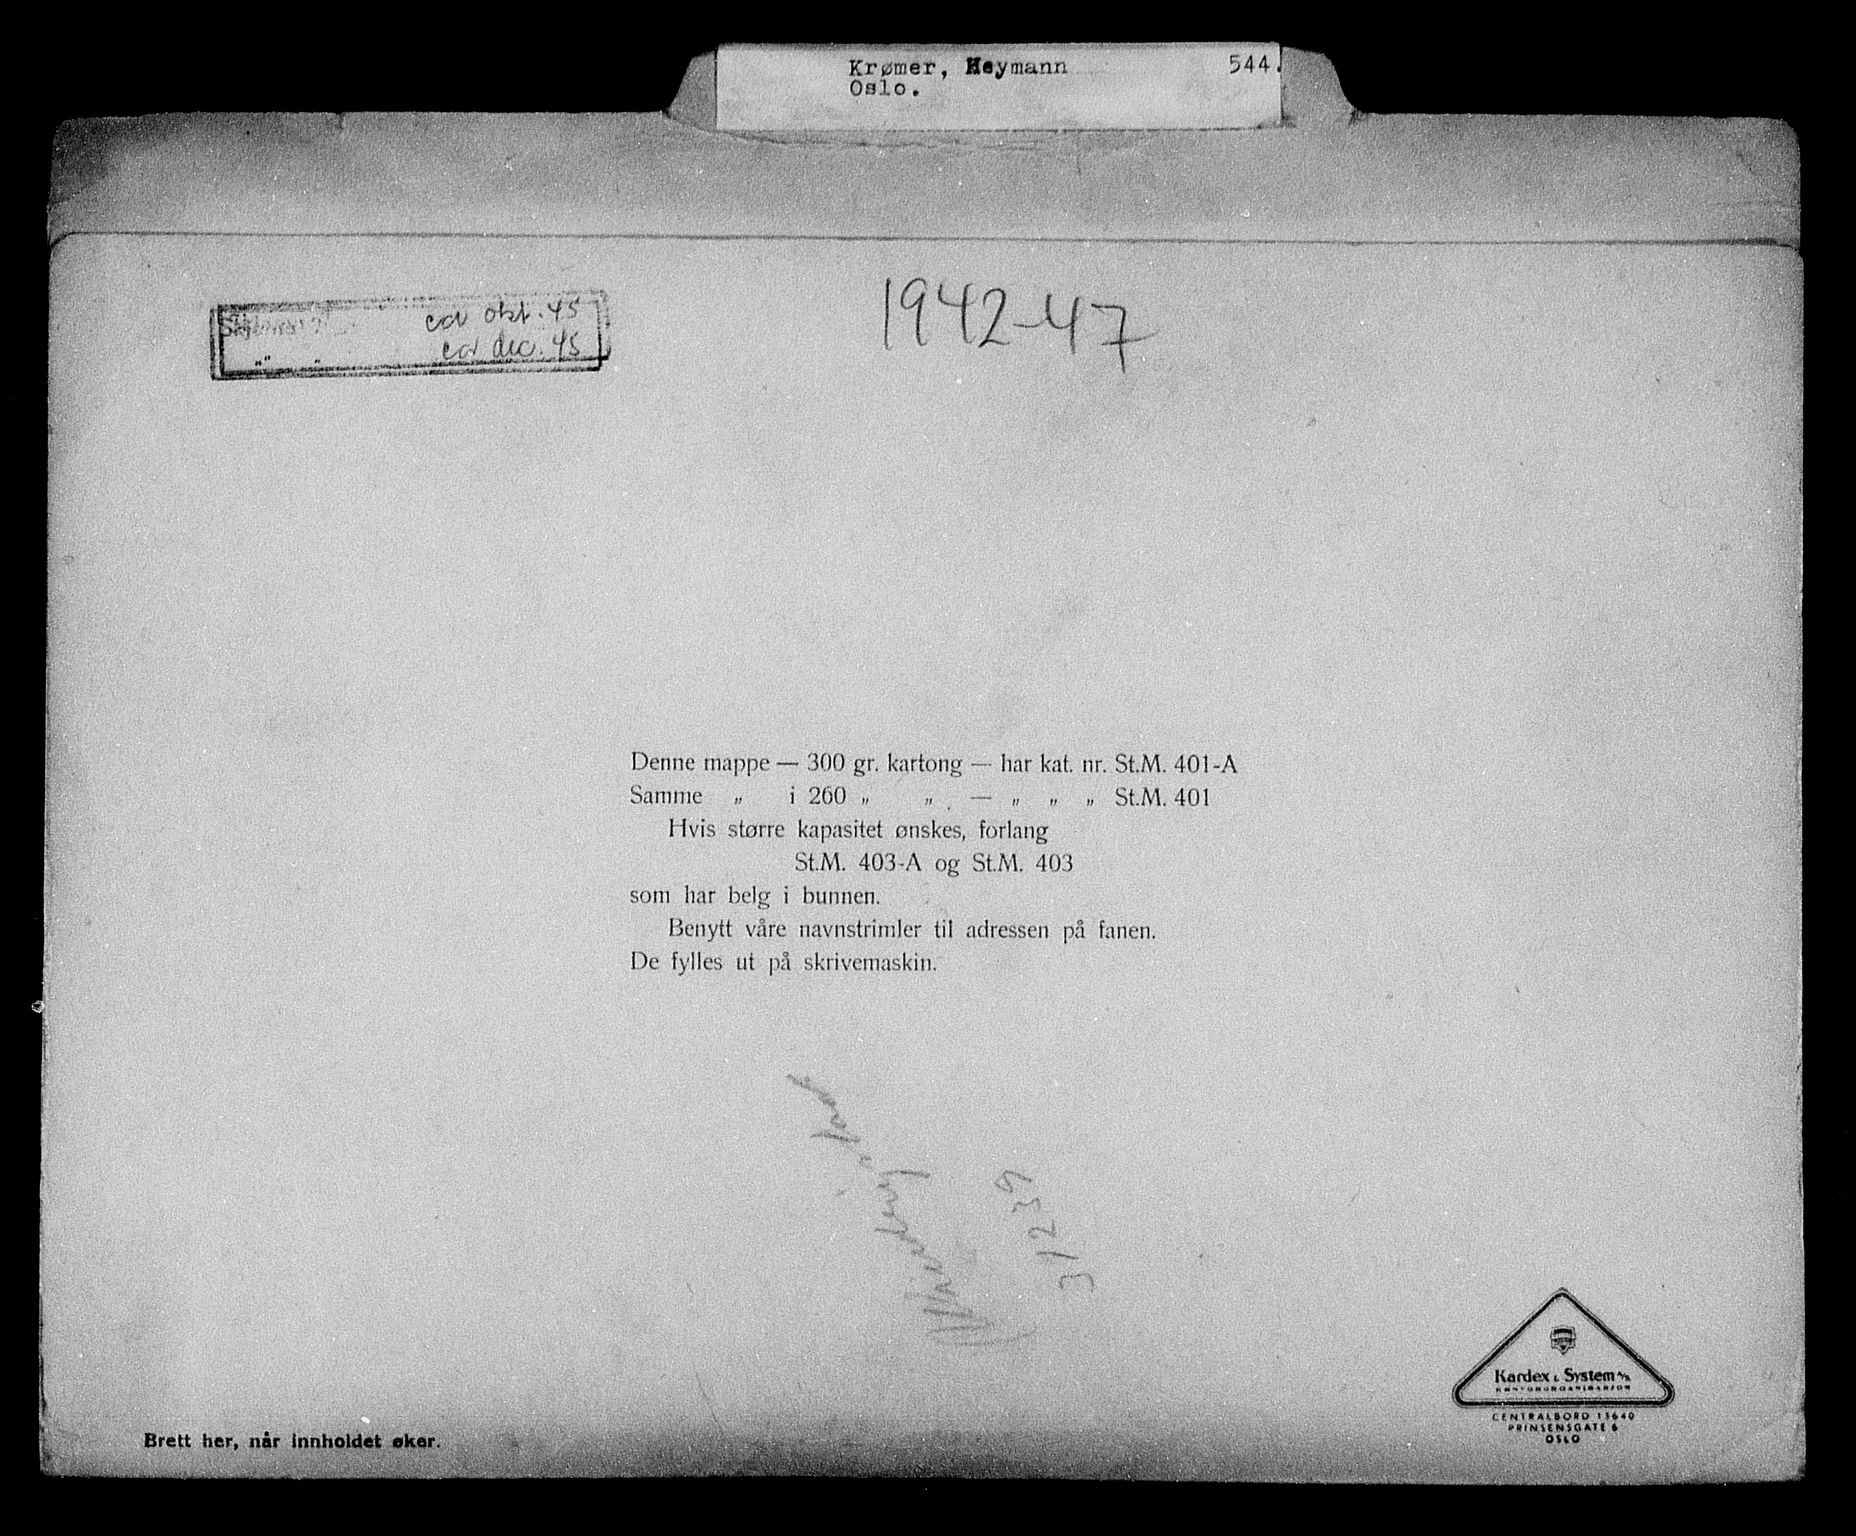 Krømer, Heymann 544.
Oslo.
1942-47
ca okt. 45
„ „ ca dec. 45
Denne mappe — 300 gr. kartong — har kat. nr. St.M. 401-A
Samme „ i 260 „ „ — „ „ „ St.M. 401
Hvis større kapasitet ønskes, forlang
St.M. 403-A og St.M. 403
som har belg i bunnen.
Benytt våre navnstrimler til adressen på fanen.
De fylles ut på skrivemaskin.
31239
Kardex & System A/S
KONTORORGANISASJON
CENTRALBORD 13640
PRINSENSGATE 6
OSLO
Brett her, når innholdet øker.